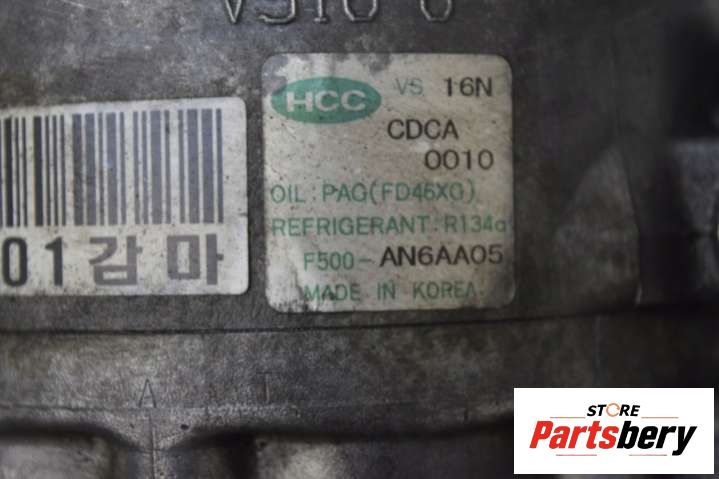 HCC VS 16N
CDCA
0010
OIL : PAG(FD46XG)
REFRIGERANT : R134a
F500-AN6AA05
MADE IN KOREA
01감마
A
STORE
Partsbery